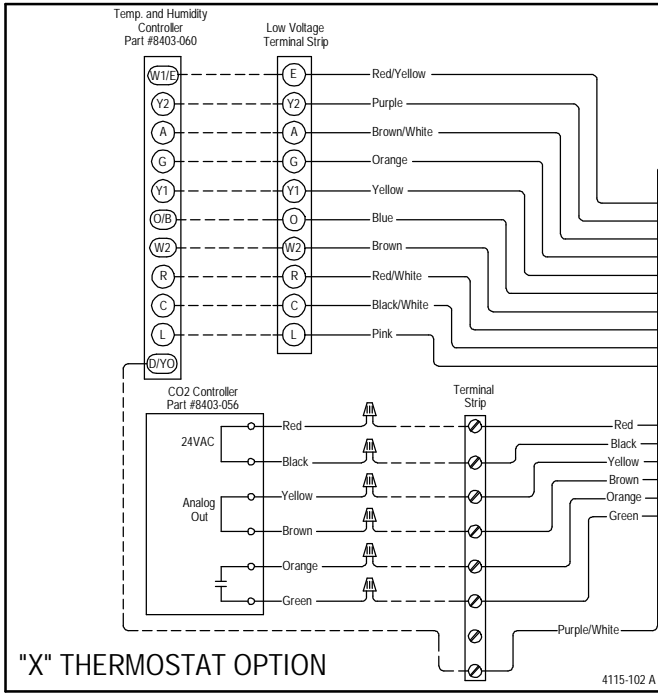 Temp. and Humidity
Controller
Part #8403-060
Low Voltage
Terminal Strip
W1/E
E
Red/Yellow
Y2
Y2
Purple
A
A
Brown/White
G
G
Orange
Y1
Y1
Yellow
O/B
O
Blue
W2
W2
Brown
R
R
Red/White
C
C
Black/White
L
L
Pink
D/YO
CO2 Controller
Part #8403-056
Terminal
Strip
24VAC
Red
Red
Black
Black
Analog
Out
Yellow
Yellow
Brown
Brown
Orange
Orange
Green
Green
Purple/White
"X" THERMOSTAT OPTION
4115-102 A